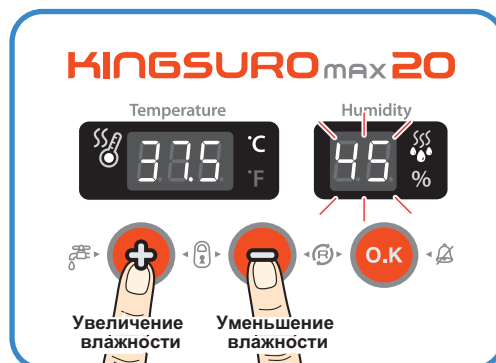 KINGSURO max 20
Temperature Humidity
37.5 °C °F 45 %
R O.K
Увеличение влажности
Уменьшение влажности